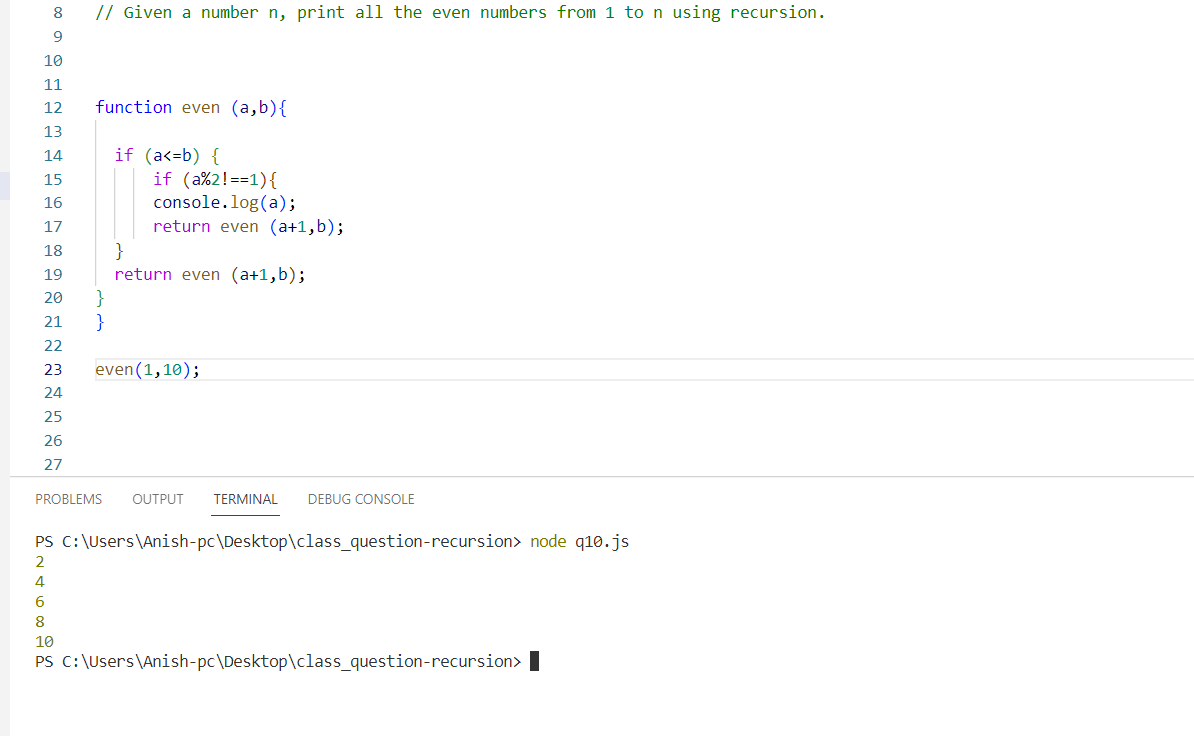 8 // Given a number n, print all the even numbers from 1 to n using recursion.
9
10
11
12 function even (a,b){
13
14 if (a<=b) {
15 if (a%2!==1){
16 console.log(a);
17 return even (a+1,b);
18 }
19 return even (a+1,b);
20 }
21 }
22
23 even(1,10);
24
25
26
27
PROBLEMS OUTPUT TERMINAL DEBUG CONSOLE
PS C:\Users\Anish-pc\Desktop\class_question-recursion> node q10.js
2
4
6
8
10
PS C:\Users\Anish-pc\Desktop\class_question-recursion>